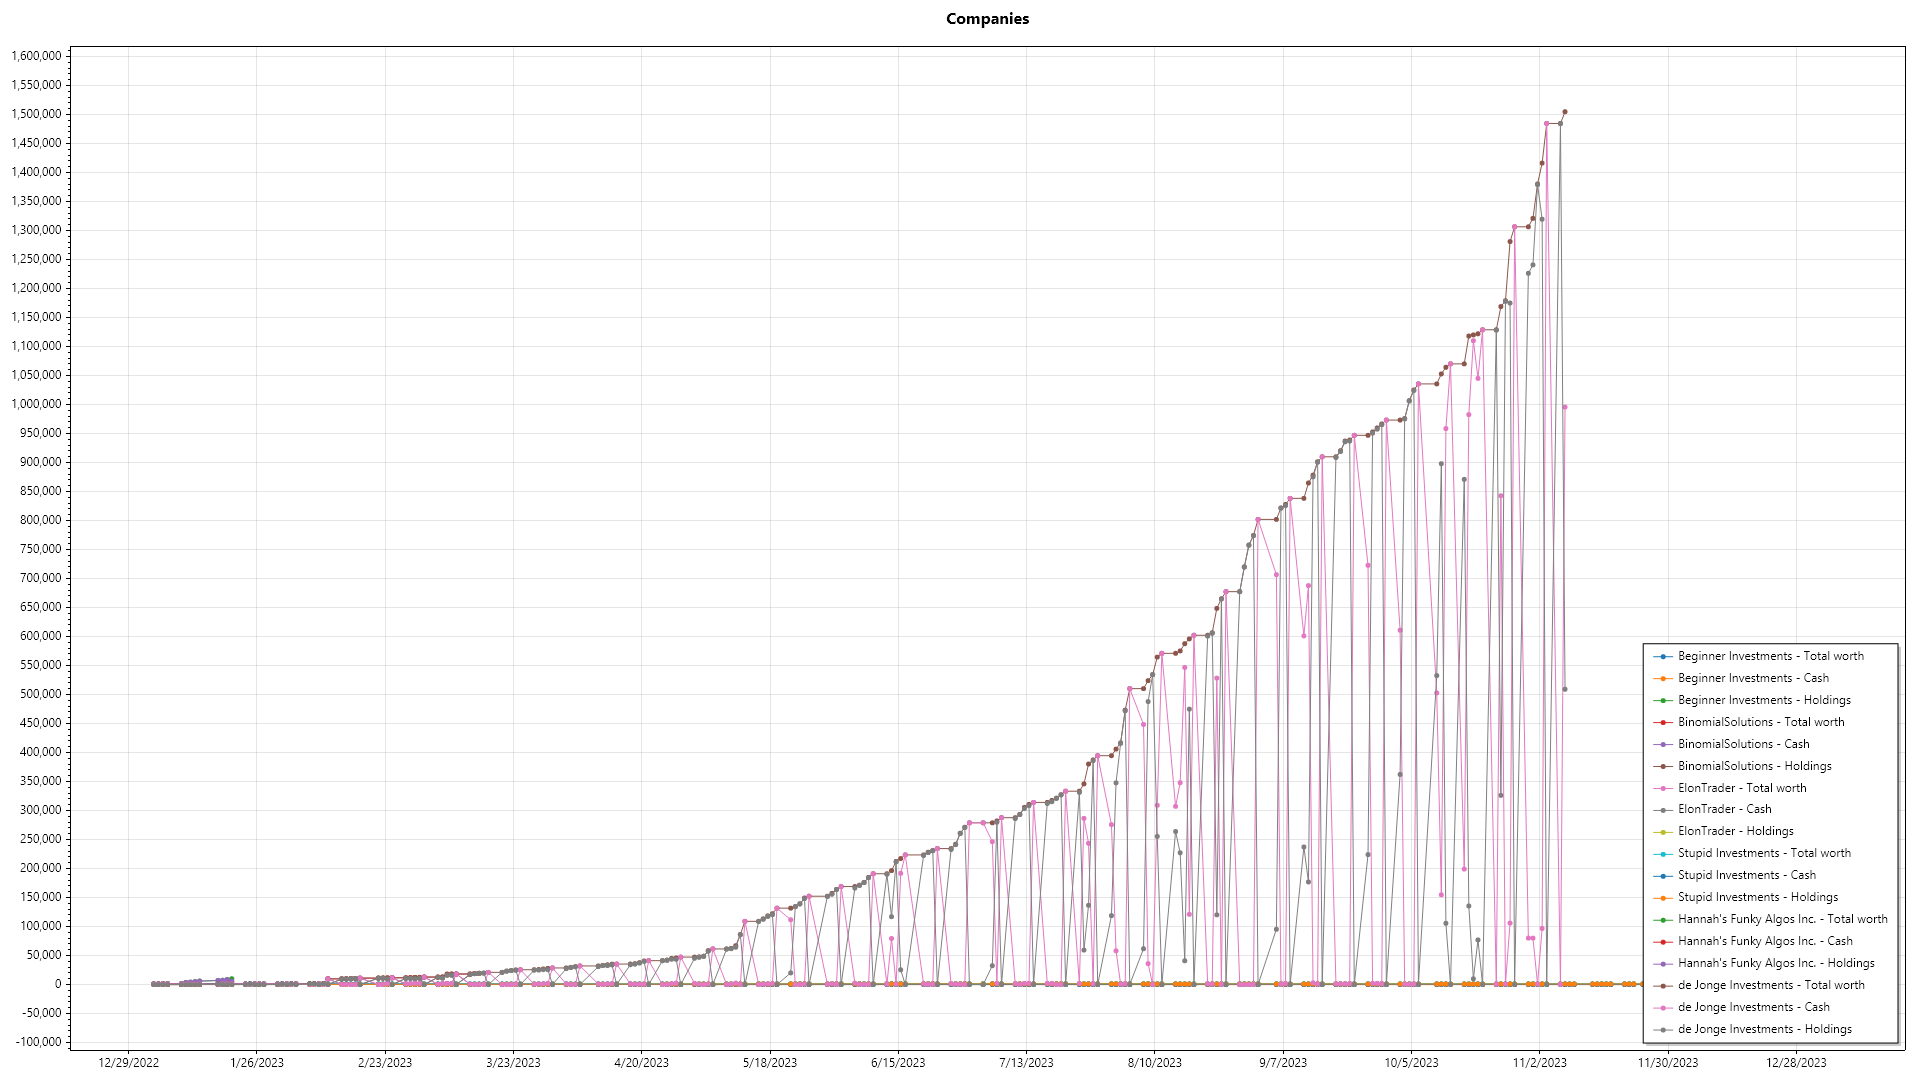 Companies
1,600,000
1,550,000
1,500,000
1,450,000
1,400,000
1,350,000
1,300,000
1,250,000
1,200,000
1,150,000
1,100,000
1,050,000
1,000,000
950,000
900,000
850,000
800,000
750,000
700,000
650,000
600,000
550,000
500,000
450,000
400,000
350,000
300,000
250,000
200,000
150,000
100,000
50,000
0
-50,000
-100,000
Beginner Investments - Total worth
Beginner Investments - Cash
Beginner Investments - Holdings
BinomialSolutions - Total worth
BinomialSolutions - Cash
BinomialSolutions - Holdings
ElonTrader - Total worth
ElonTrader - Cash
ElonTrader - Holdings
Stupid Investments - Total worth
Stupid Investments - Cash
Stupid Investments - Holdings
Hannah's Funky Algos Inc. - Total worth
Hannah's Funky Algos Inc. - Cash
Hannah's Funky Algos Inc. - Holdings
de Jonge Investments - Total worth
de Jonge Investments - Cash
de Jonge Investments - Holdings
12/29/2022 1/26/2023 2/23/2023 3/23/2023 4/20/2023 5/18/2023 6/15/2023 7/13/2023 8/10/2023 9/7/2023 10/5/2023 11/2/2023 11/30/2023 12/28/2023